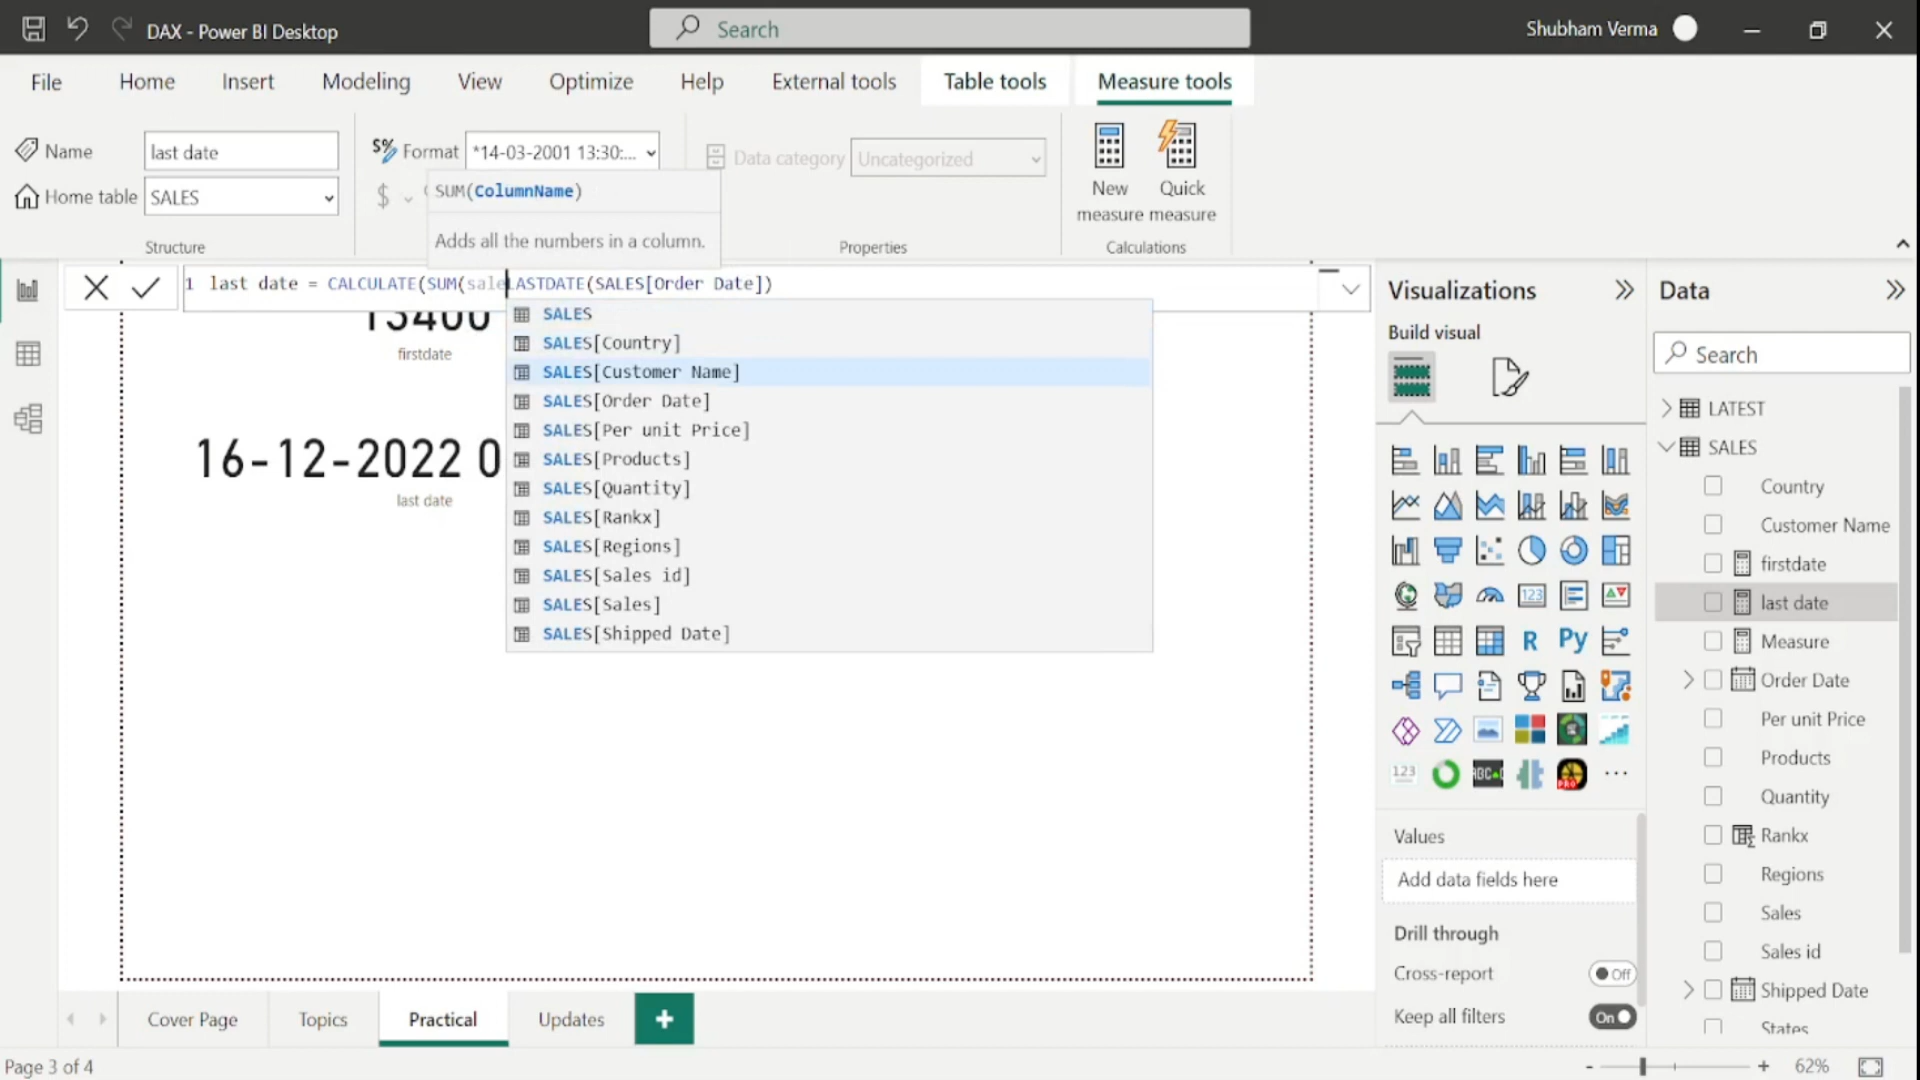 DAX - Power BI Desktop
Search
Shubham Verma
File
Home
Insert
Modeling
View
Optimize
Help
External tools
Table tools
Measure tools
Name
last date
Format
*14-03-2001 13:30:...
Data category
Uncategorized
New measure
Quick measure
Home table
SALES
$
SUM(ColumnName)
Adds all the numbers in a column.
Structure
Properties
Calculations
1 last date = CALCULATE(SUM(saleLASTDATE(SALES[Order Date])
SALES
SALES[Country]
SALES[Customer Name]
SALES[Order Date]
SALES[Per unit Price]
SALES[Products]
SALES[Quantity]
SALES[Rankx]
SALES[Regions]
SALES[Sales id]
SALES[Sales]
SALES[Shipped Date]
13400
firstdate
16-12-2022 0
last date
Visualizations
Build visual
123
R
Py
123
ABC
PRO
Values
Add data fields here
Drill through
Cross-report
Off
Keep all filters
On
Data
Search
LATEST
SALES
Country
Customer Name
firstdate
last date
Measure
Order Date
Per unit Price
Products
Quantity
Rankx
Regions
Sales
Sales id
Shipped Date
States
Cover Page
Topics
Practical
Updates
+
Page 3 of 4
- + 62%